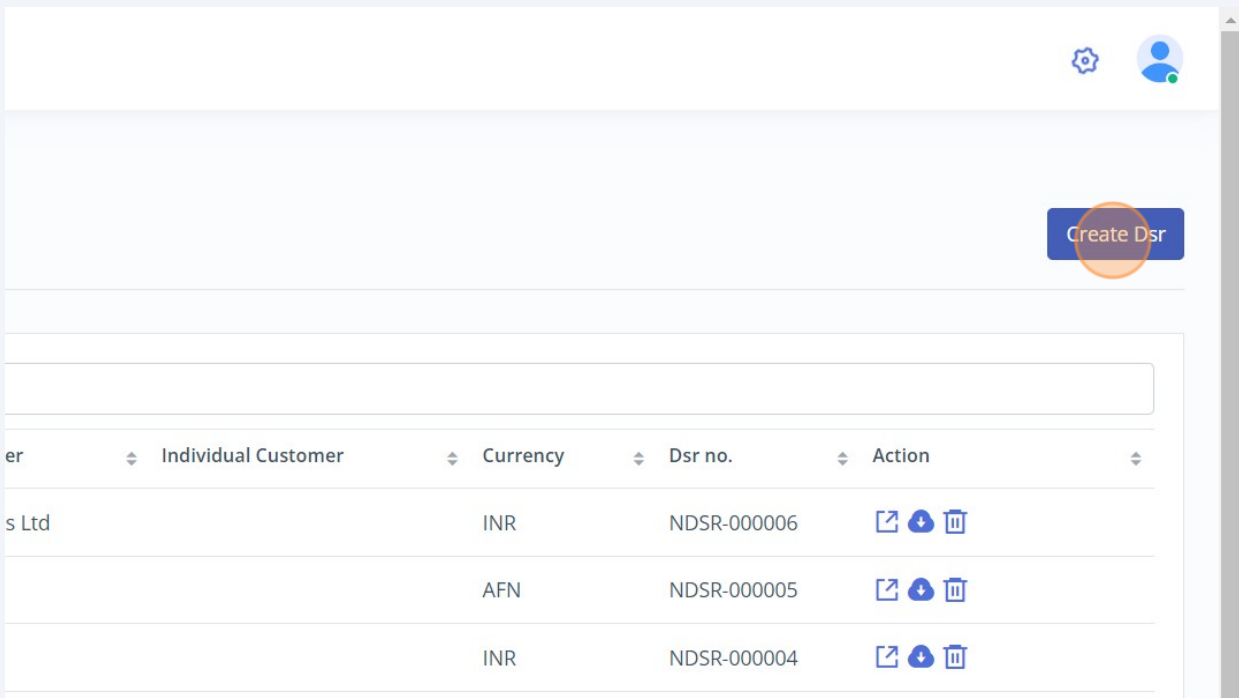 Create Dsr
er Individual Customer Currency Dsr no. Action
s Ltd INR NDSR-000006
AFN NDSR-000005
INR NDSR-000004